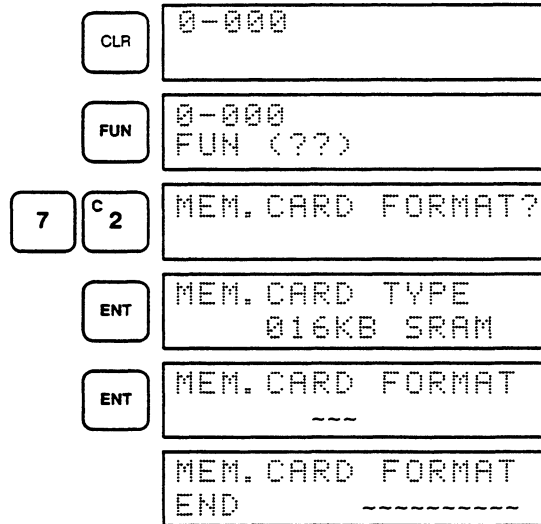 CLR
0-000
FUN
0-000
FUN (??)
7
C 2
MEM.CARD FORMAT?
ENT
MEM.CARD TYPE
016KB SRAM
ENT
MEM.CARD FORMAT
~~~
MEM.CARD FORMAT
END ~~~~~~~~~~